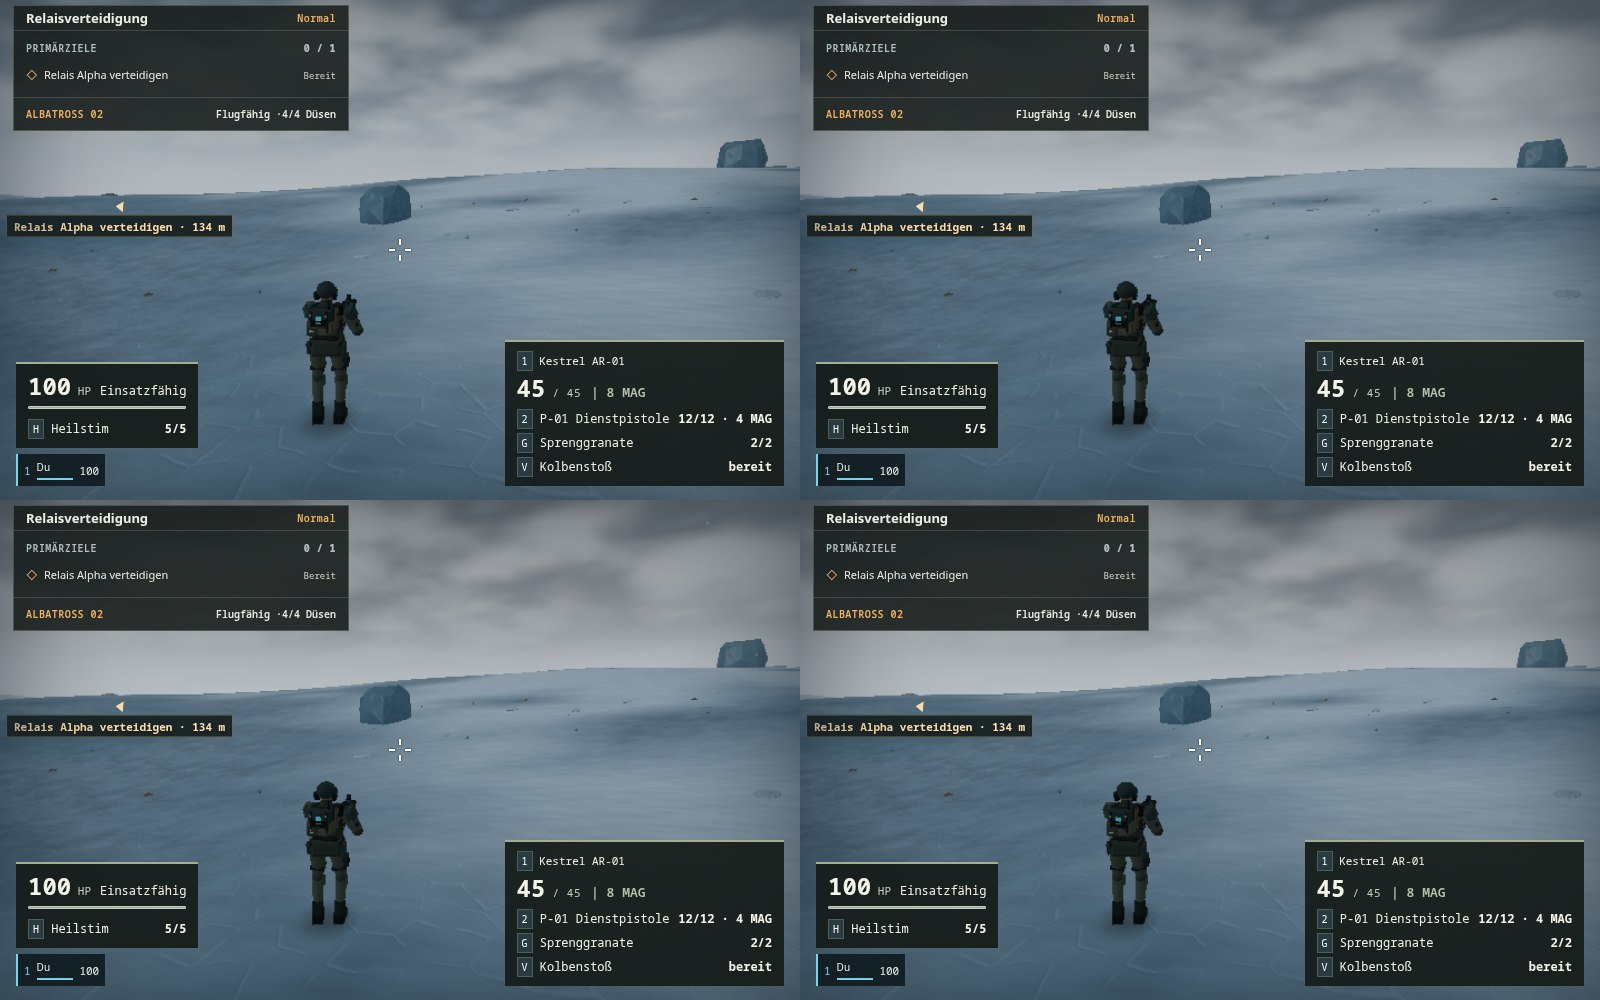 Relaisverteidigung Normal
PRIMÄRZIELE 0 / 1
Relais Alpha verteidigen Bereit
ALBATROSS 02 Flugfähig ·4/4 Düsen
Relais Alpha verteidigen · 134 m
100 HP Einsatzfähig
H Heilstim 5/5
1 Du 100
1 Kestrel AR-01
45 / 45 | 8 MAG
2 P-01 Dienstpistole 12/12 · 4 MAG
G Sprenggranate 2/2
V Kolbenstoß bereit
Relaisverteidigung Normal
PRIMÄRZIELE 0 / 1
Relais Alpha verteidigen Bereit
ALBATROSS 02 Flugfähig ·4/4 Düsen
Relais Alpha verteidigen · 134 m
100 HP Einsatzfähig
H Heilstim 5/5
1 Du 100
1 Kestrel AR-01
45 / 45 | 8 MAG
2 P-01 Dienstpistole 12/12 · 4 MAG
G Sprenggranate 2/2
V Kolbenstoß bereit
Relaisverteidigung Normal
PRIMÄRZIELE 0 / 1
Relais Alpha verteidigen Bereit
ALBATROSS 02 Flugfähig ·4/4 Düsen
Relais Alpha verteidigen · 134 m
100 HP Einsatzfähig
H Heilstim 5/5
1 Du 100
1 Kestrel AR-01
45 / 45 | 8 MAG
2 P-01 Dienstpistole 12/12 · 4 MAG
G Sprenggranate 2/2
V Kolbenstoß bereit
Relaisverteidigung Normal
PRIMÄRZIELE 0 / 1
Relais Alpha verteidigen Bereit
ALBATROSS 02 Flugfähig ·4/4 Düsen
Relais Alpha verteidigen · 134 m
100 HP Einsatzfähig
H Heilstim 5/5
1 Du 100
1 Kestrel AR-01
45 / 45 | 8 MAG
2 P-01 Dienstpistole 12/12 · 4 MAG
G Sprenggranate 2/2
V Kolbenstoß bereit